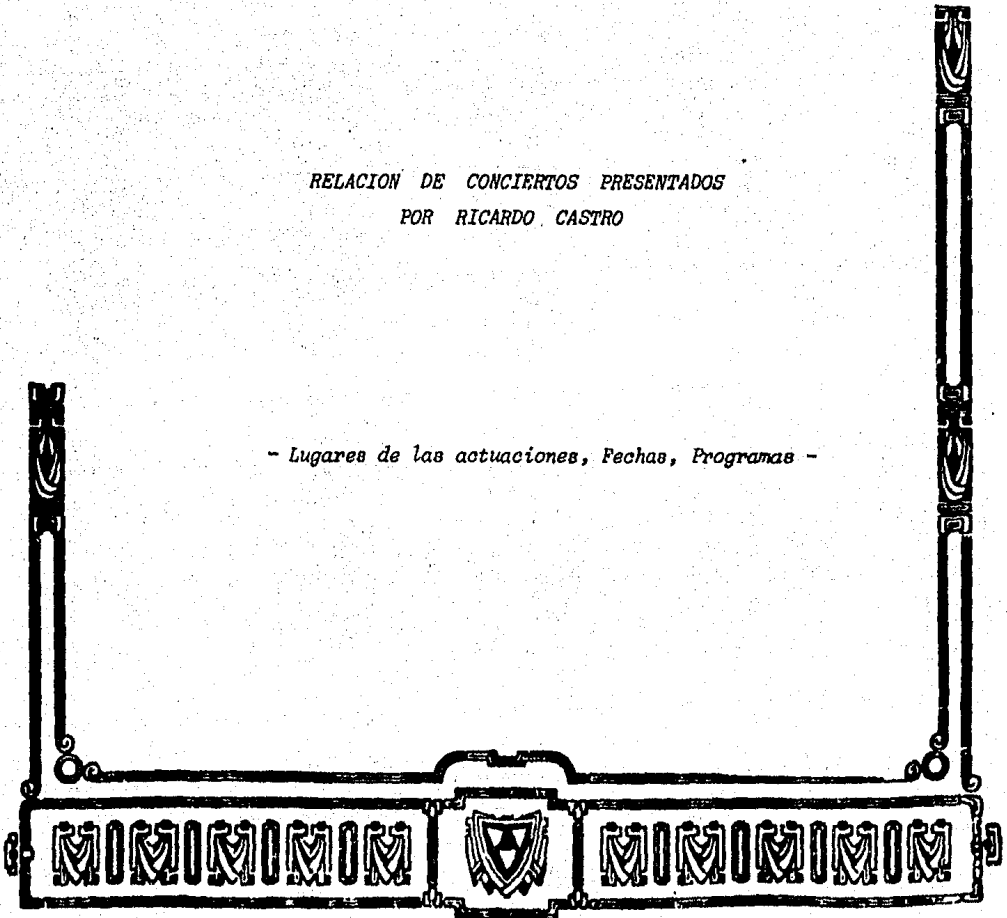 RELACION DE CONCIERTOS PRESENTADOS
POR RICARDO CASTRO
- Lugares de las actuaciones, Fechas, Programas -